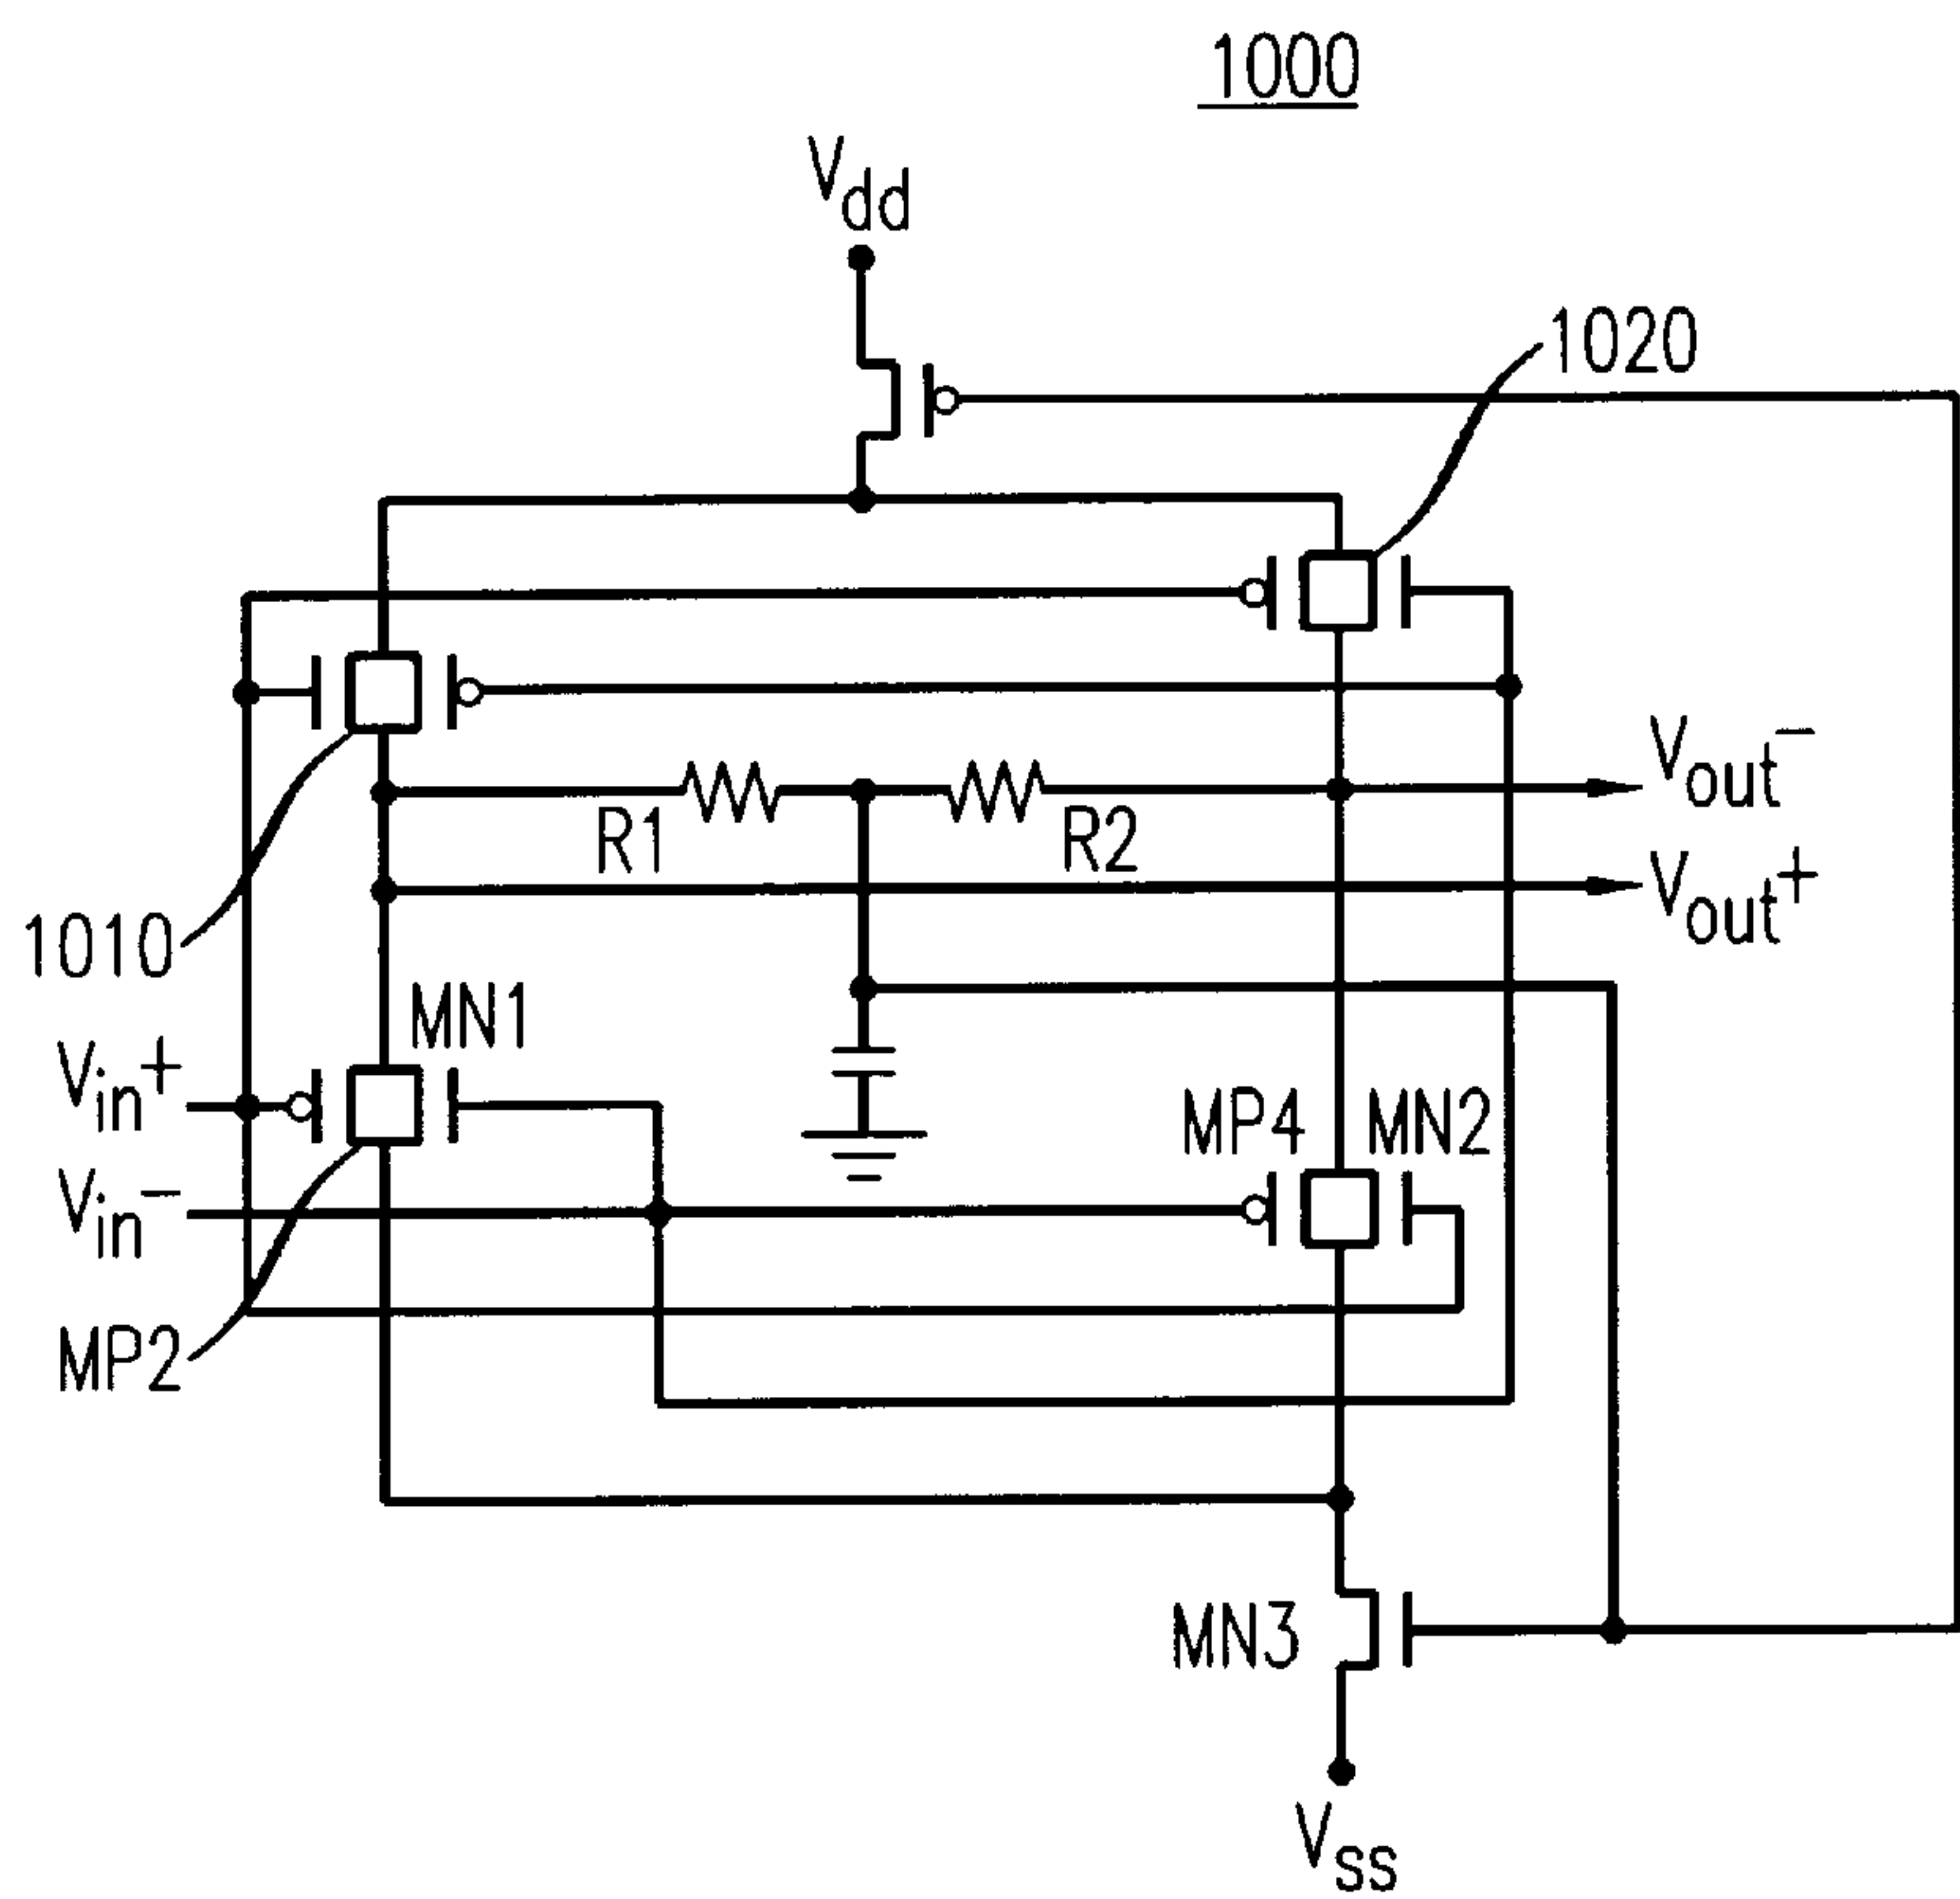 1000
Vdd
1020
Vout-
R1
R2
Vout+
1010
MN1
Vin+
MP4
MN2
Vin-
MP2
MN3
Vss